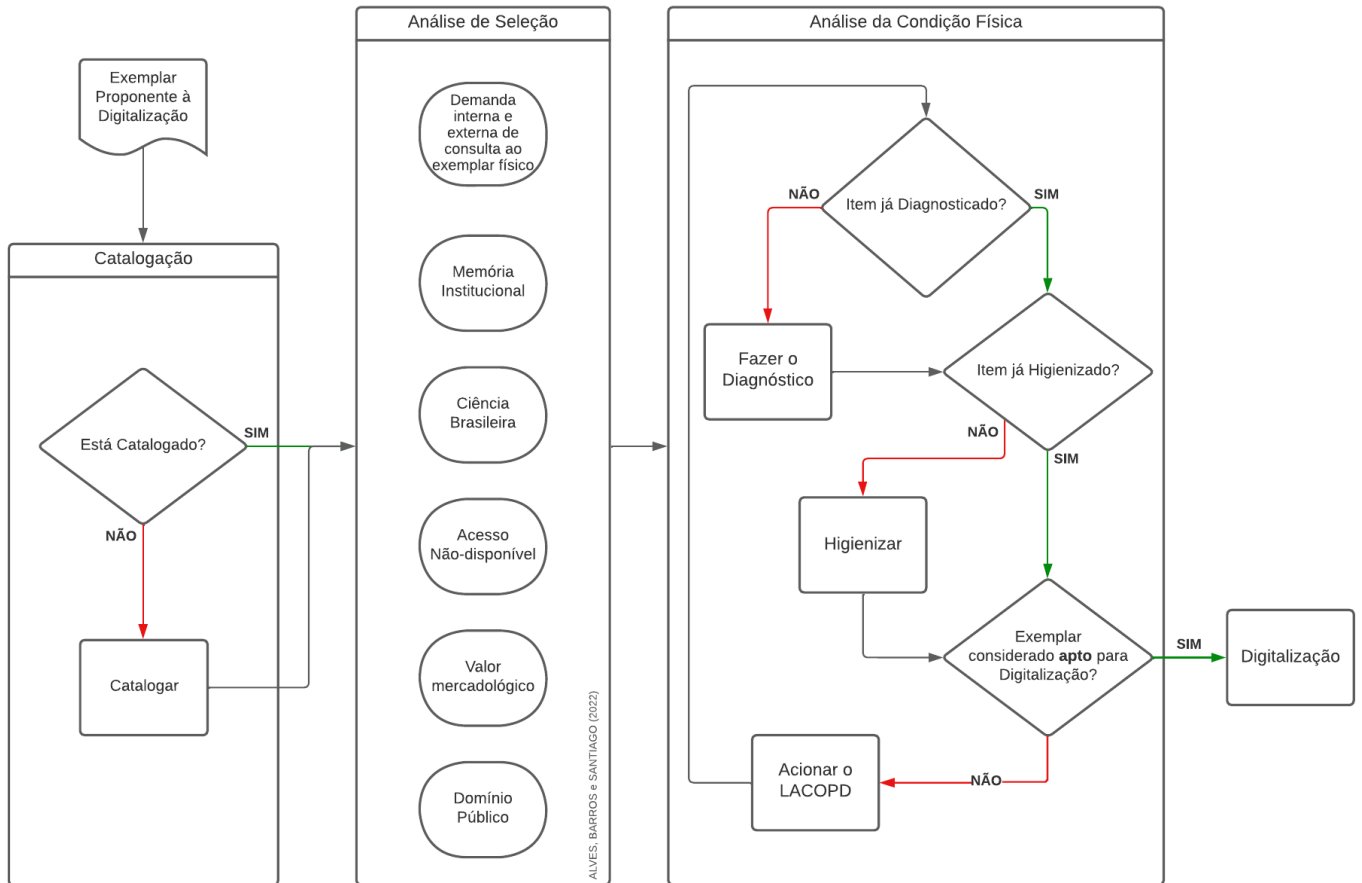 Exemplar
Proponente à
Digitalização
Catalogação
Está Catalogado?
SIM
NÃO
Catalogar
Análise de Seleção
Demanda
interna e
externa de
consulta ao
exemplar físico
Memória
Institucional
Ciência
Brasileira
Acesso
Não-disponível
Valor
mercadológico
Domínio
Público
ALVES, BARROS e SANTIAGO (2022)
Análise da Condição Física
Item já Diagnosticado?
NÃO
SIM
Fazer o
Diagnóstico
Item já Higienizado?
NÃO
SIM
Higienizar
Exemplar
considerado apto para
Digitalização?
SIM
NÃO
Acionar o
LACOPD
Digitalização